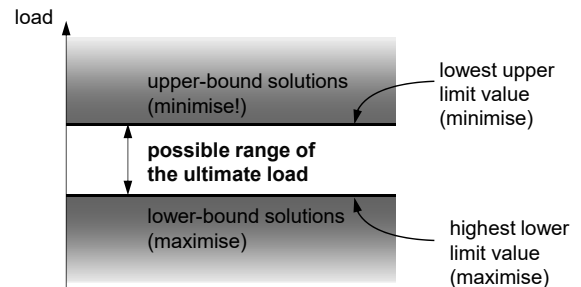 load
upper-bound solutions
(minimise!)
lowest upper
limit value
(minimise)
possible range of
the ultimate load
lower-bound solutions
(maximise)
highest lower
limit value
(maximise)